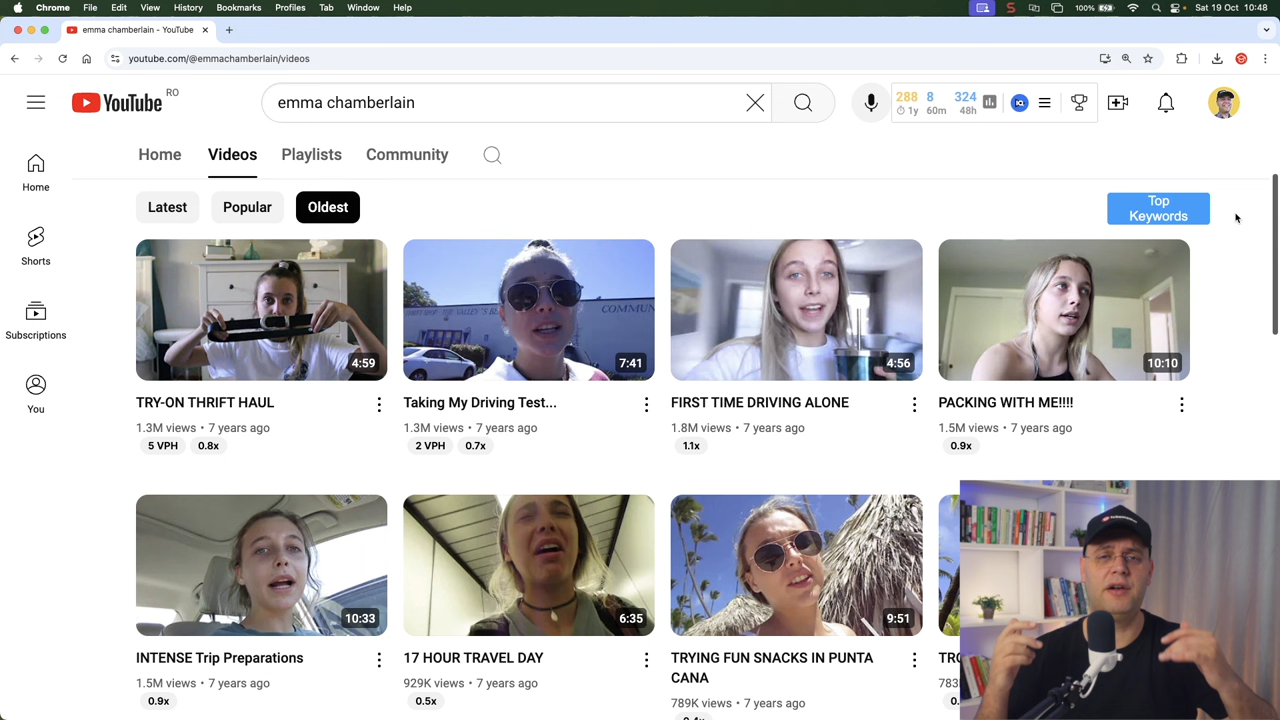 Chrome File Edit View History Bookmarks Profiles Tab Window Help
100% Sat 19 Oct 10:48
emma chamberlain - YouTube
youtube.com/@emmachamberlain/videos
YouTube RO
emma chamberlain
288 8 324
1y 60m 48h
Home Videos Playlists Community
Home
Shorts
Subscriptions
You
Latest Popular Oldest
Top
Keywords
4:59
7:41
4:56
10:10
TRY-ON THRIFT HAUL
1.3M views • 7 years ago
5 VPH 0.8x
Taking My Driving Test...
1.3M views • 7 years ago
2 VPH 0.7x
FIRST TIME DRIVING ALONE
1.8M views • 7 years ago
1.1x
PACKING WITH ME!!!!
1.5M views • 7 years ago
0.9x
COMMUN
10:33
6:35
9:51
INTENSE Trip Preparations
1.5M views • 7 years ago
0.9x
17 HOUR TRAVEL DAY
929K views • 7 years ago
0.5x
TRYING FUN SNACKS IN PUNTA
CANA
789K views • 7 years ago